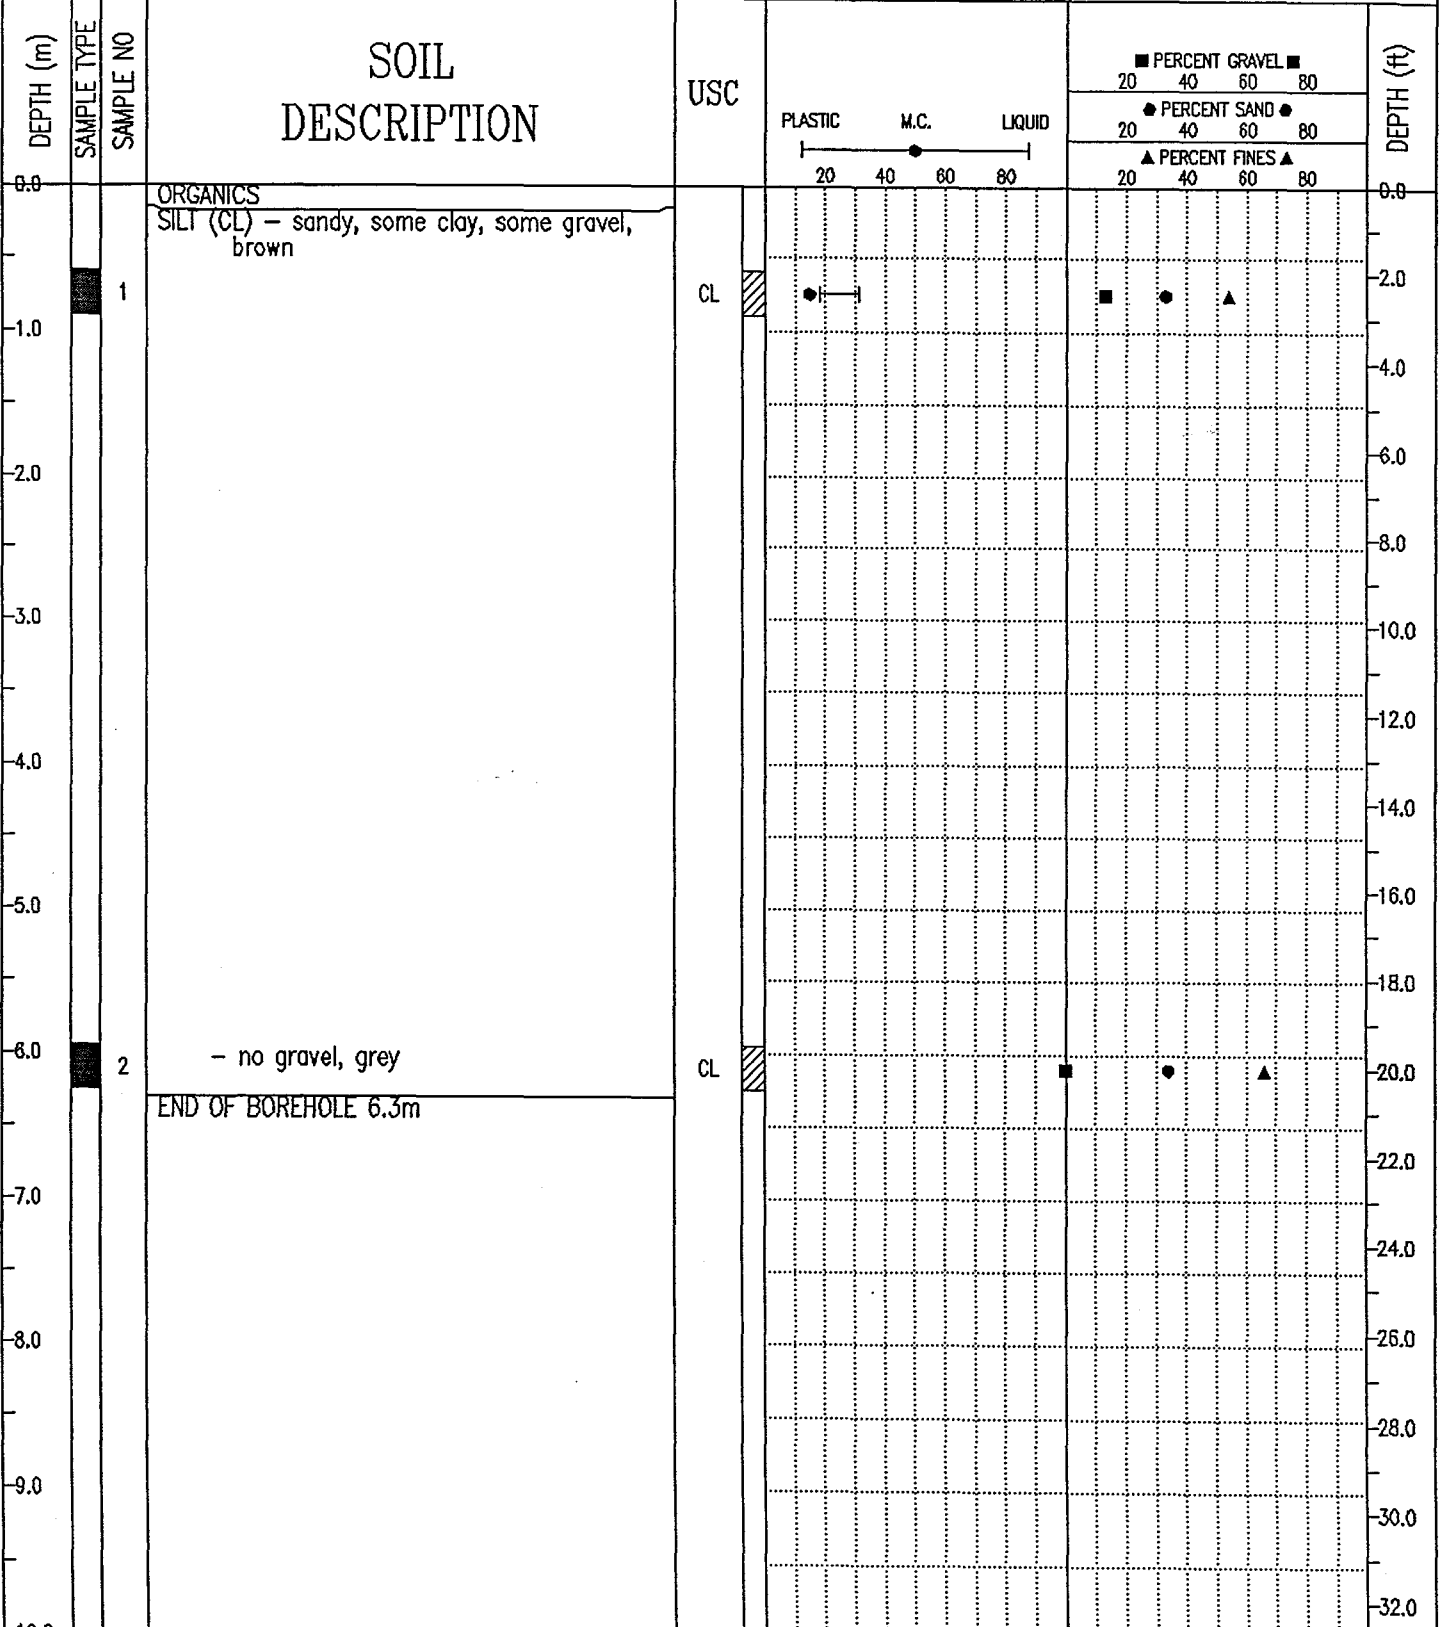 DEPTH (m)
SAMPLE TYPE
SAMPLE NO
SOIL
DESCRIPTION
USC
PLASTIC M.C. LIQUID
20 40 60 80
■ PERCENT GRAVEL ■
20 40 60 80
● PERCENT SAND ●
20 40 60 80
▲ PERCENT FINES ▲
20 40 60 80
DEPTH (ft)
0.0
ORGANICS
0.0
SILT (CL) – sandy, some clay, some gravel,
brown
2.0
1
CL
1.0
4.0
6.0
2.0
8.0
3.0
10.0
12.0
4.0
14.0
5.0
16.0
18.0
6.0
2
– no gravel, grey
CL
20.0
END OF BOREHOLE 6.3m
22.0
7.0
24.0
8.0
26.0
28.0
9.0
30.0
32.0